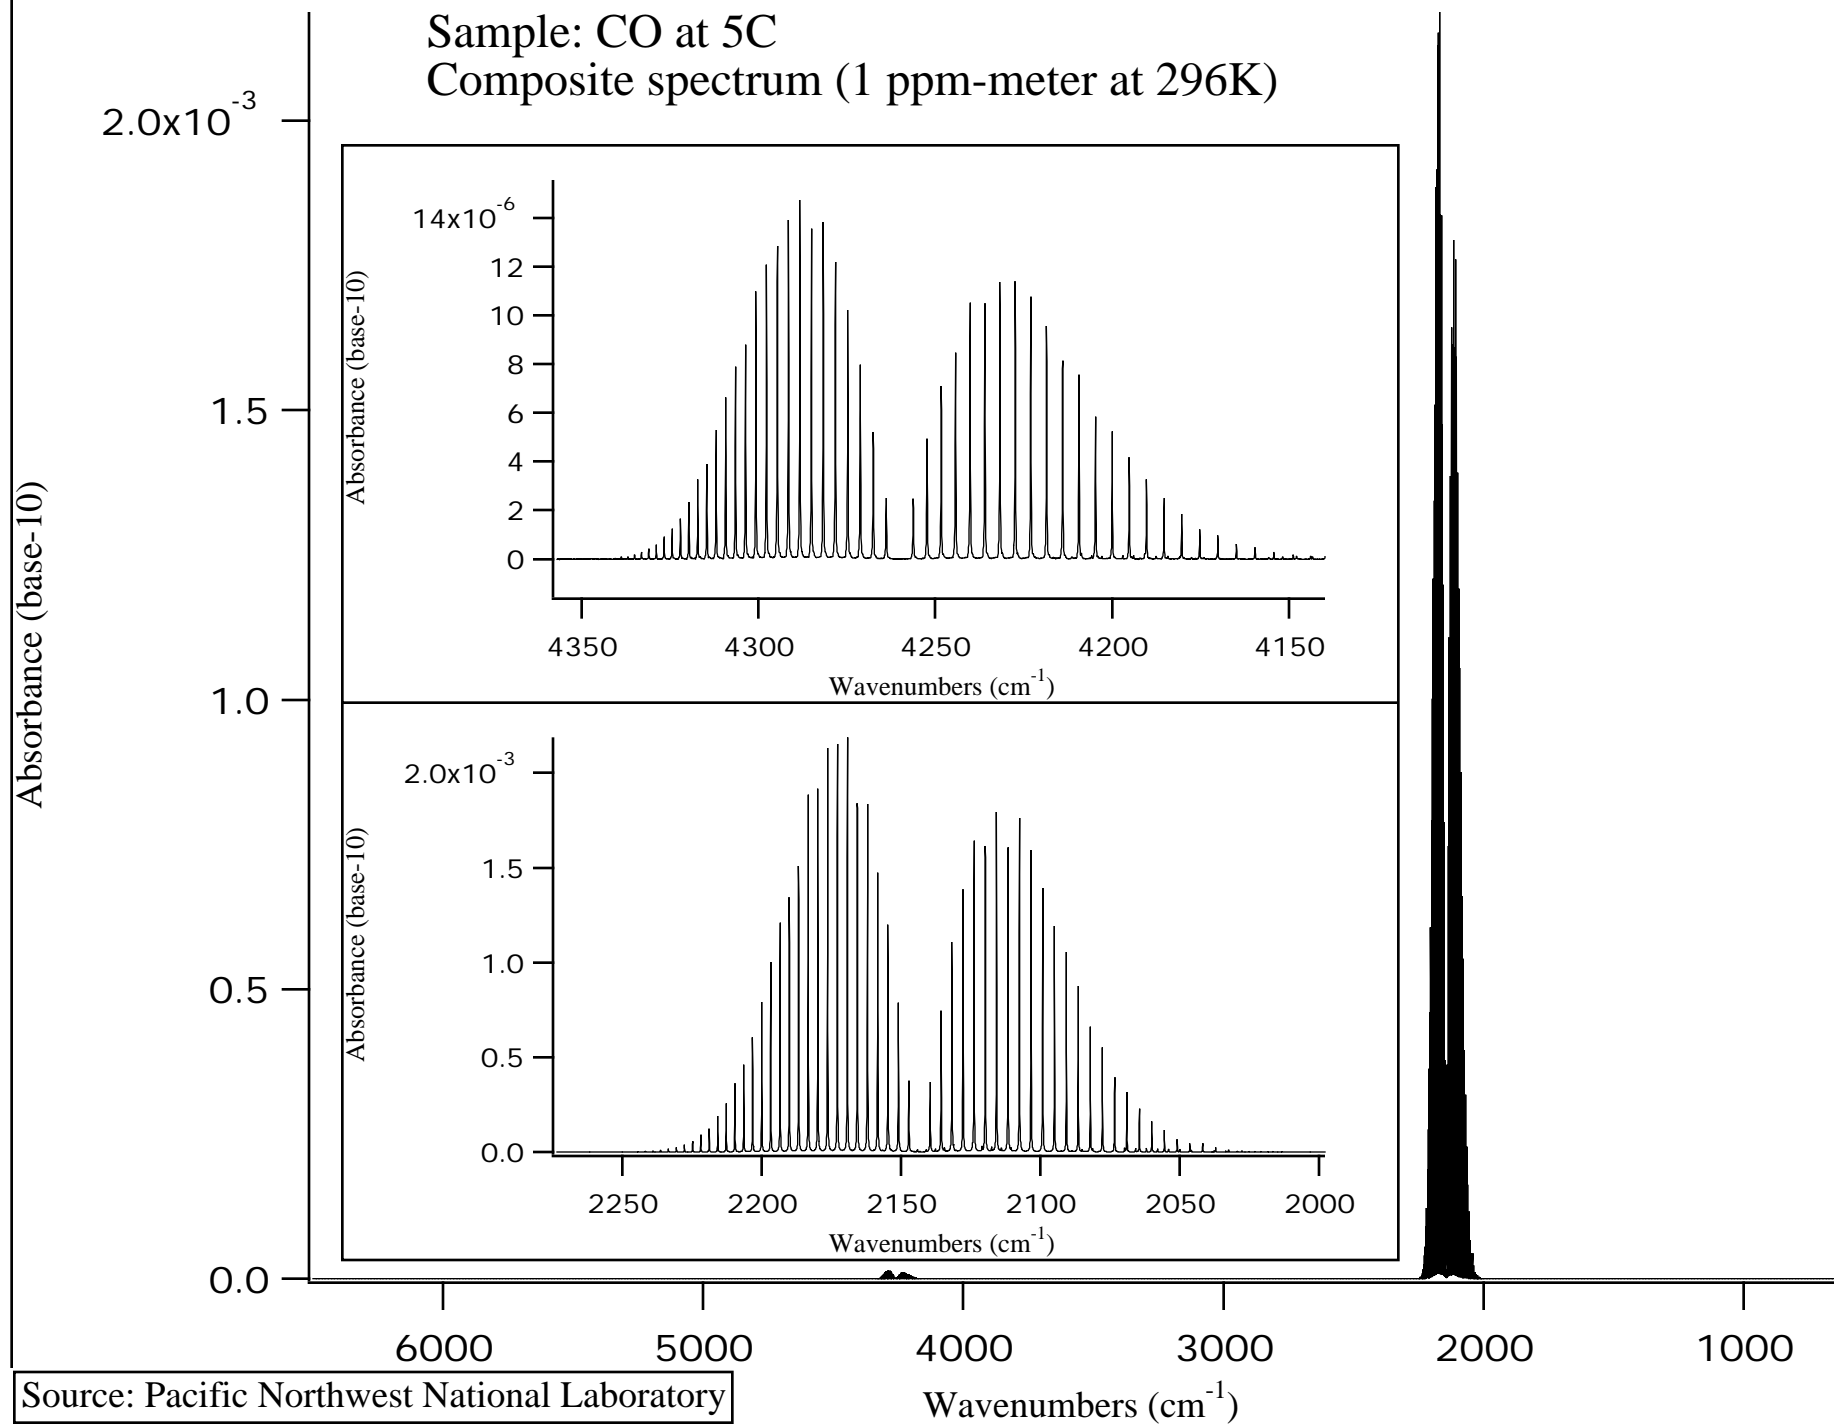 Sample: CO at 5C
Composite spectrum (1 ppm-meter at 296K)
Absorbance (base-10)
2.0x10^-3
1.5
1.0
0.5
0.0
Absorbance (base-10)
14x10^-6
12
10
8
6
4
2
0
4350 4300 4250 4200 4150
Wavenumbers (cm^-1)
Absorbance (base-10)
2.0x10^-3
1.5
1.0
0.5
0.0
2250 2200 2150 2100 2050 2000
Wavenumbers (cm^-1)
6000 5000 4000 3000 2000 1000
Wavenumbers (cm^-1)
Source: Pacific Northwest National Laboratory